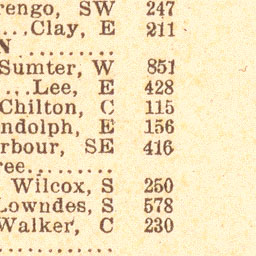 rengo, SW 247
...Clay, E 211
N ..........
Sumter, W 851
...Lee, E 428
Chilton, C 115
ndolph, E 156
rbour, SE 416
ree.........
Wilcox, S 250
Lowndes, S 578
Walker, C 230
..........